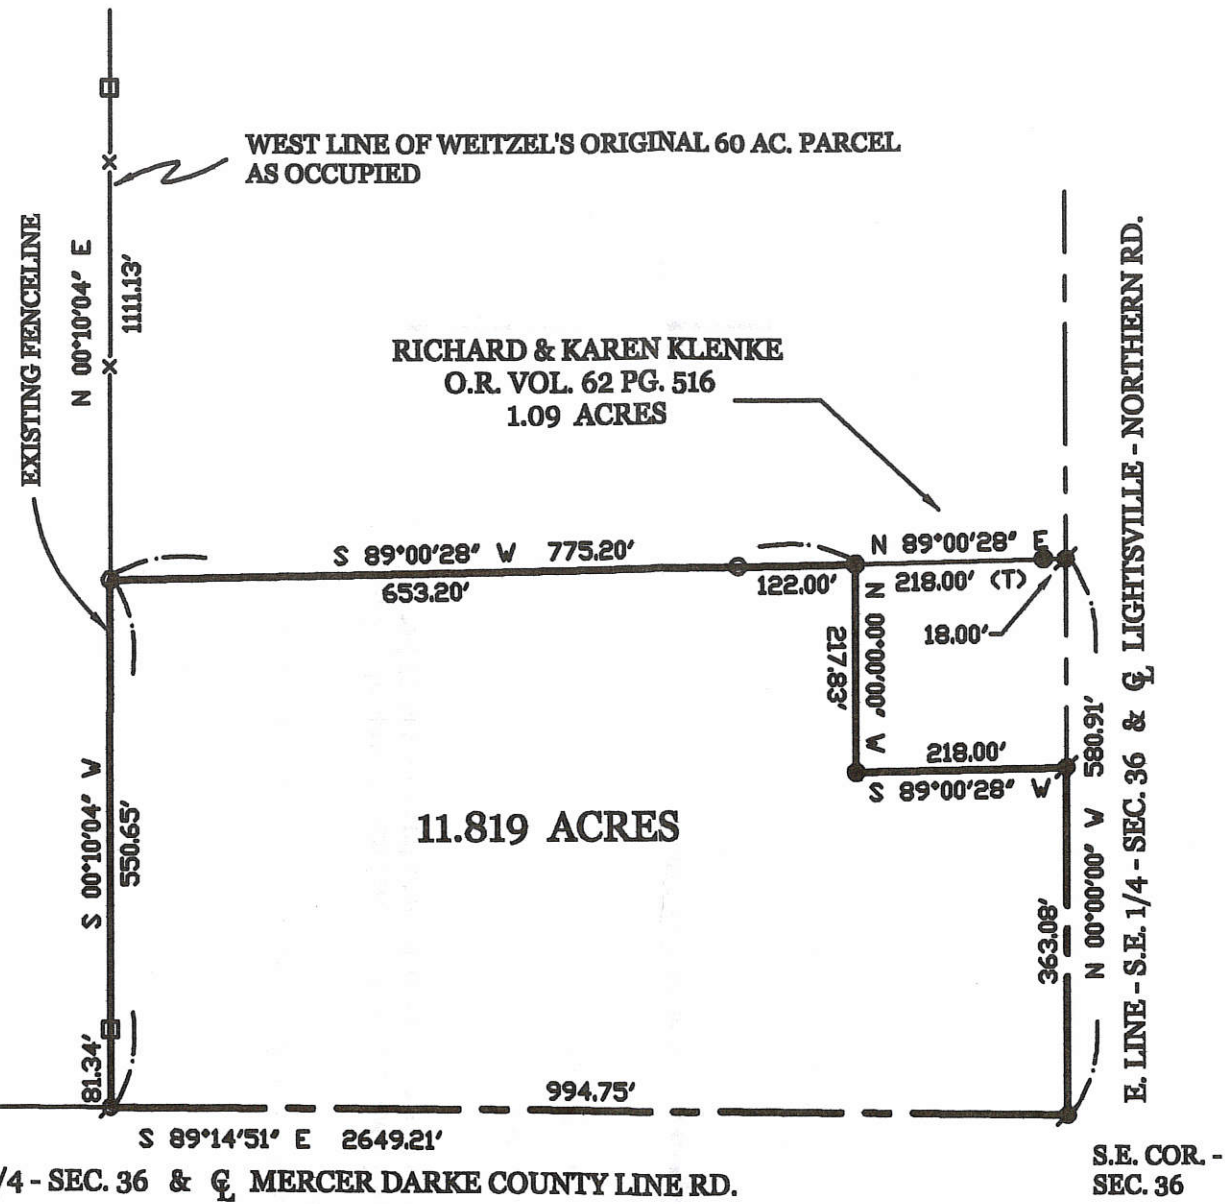 WEST LINE OF WEITZEL'S ORIGINAL 60 AC. PARCEL
AS OCCUPIED
EXISTING FENCELINE
N 00°10'04" E
1111.13'
RICHARD & KAREN KLENKE
O.R. VOL. 62 PG. 516
1.09 ACRES
E. LINE - S.E. 1/4 - SEC. 36 & ℄ LIGHTSVILLE - NORTHERN RD.
S 89°00'28" W 775.20'
653.20'
122.00'
N 89°00'28" E
218.00' (T)
18.00'
N 00°00'00" W
217.83'
218.00'
S 89°00'28" W
580.91'
N 00°00'00" W
363.08'
11.819 ACRES
S 00°10'04" W
550.65'
81.34'
994.75'
S 89°14'51" E 2649.21'
/4 - SEC. 36 & ℄ MERCER DARKE COUNTY LINE RD.
S.E. COR. -
SEC. 36